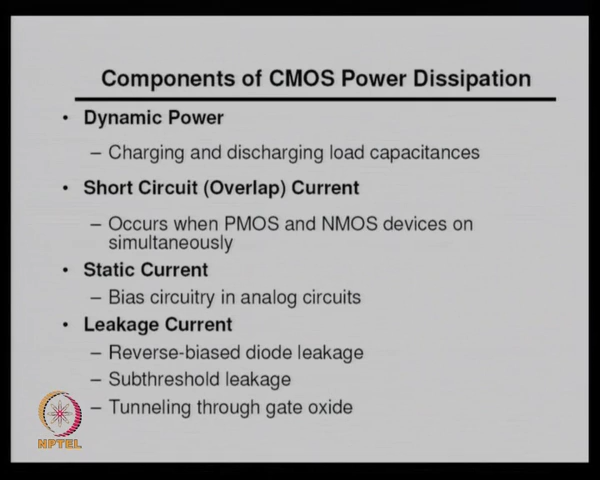 Components of CMOS Power Dissipation
• Dynamic Power
– Charging and discharging load capacitances
• Short Circuit (Overlap) Current
– Occurs when PMOS and NMOS devices on
simultaneously
• Static Current
– Bias circuitry in analog circuits
• Leakage Current
– Reverse-biased diode leakage
– Subthreshold leakage
– Tunneling through gate oxide
NPTEL